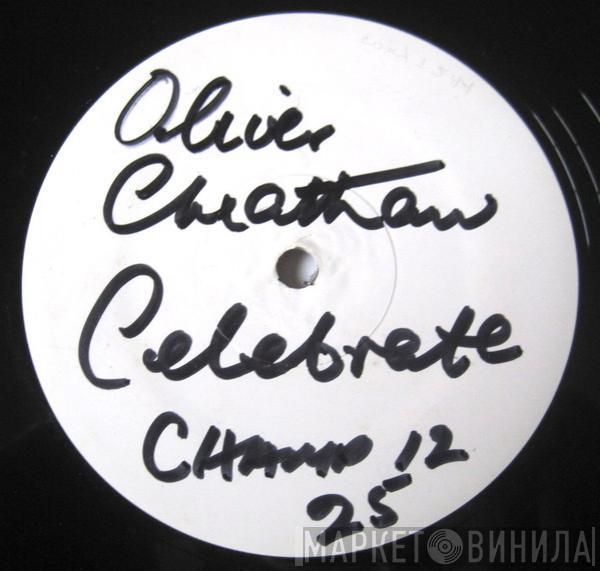 Oliver
Cheatham
Celebrate
CHAMP 12
25
МАРКЕТ ВИНИЛА